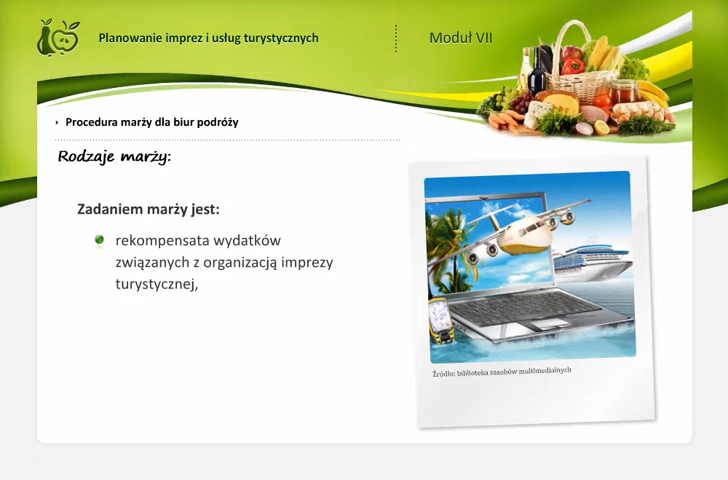 Planowanie imprez i usług turystycznych
Moduł VII
Procedura marży dla biur podróży
Rodzaje marży:
Zadaniem marży jest:
rekompensata wydatków
związanych z organizacją imprezy
turystycznej,
Źródło: biblioteka zasobów multimedialnych